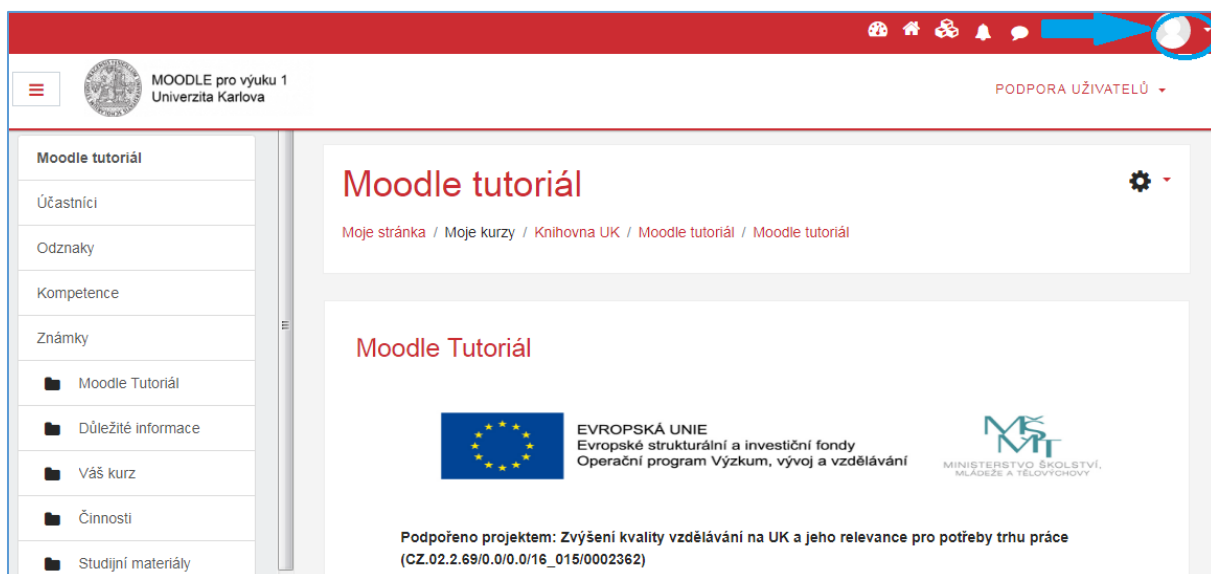 MOODLE pro výuku 1
Univerzita Karlova
PODPORA UŽIVATELŮ
Moodle tutoriál
Účastníci
Odznaky
Kompetence
Známky
Moodle Tutoriál
Důležité informace
Váš kurz
Činnosti
Studijní materiály
Moodle tutoriál
Moje stránka / Moje kurzy / Knihovna UK / Moodle tutoriál / Moodle tutoriál
Moodle Tutoriál
EVROPSKÁ UNIE
Evropské strukturální a investiční fondy
Operační program Výzkum, vývoj a vzdělávání
MŠMT
MINISTERSTVO ŠKOLSTVÍ,
MLÁDEŽE A TĚLOVÝCHOVY
Podpořeno projektem: Zvýšení kvality vzdělávání na UK a jeho relevance pro potřeby trhu práce
(CZ.02.2.69/0.0/0.0/16_015/0002362)